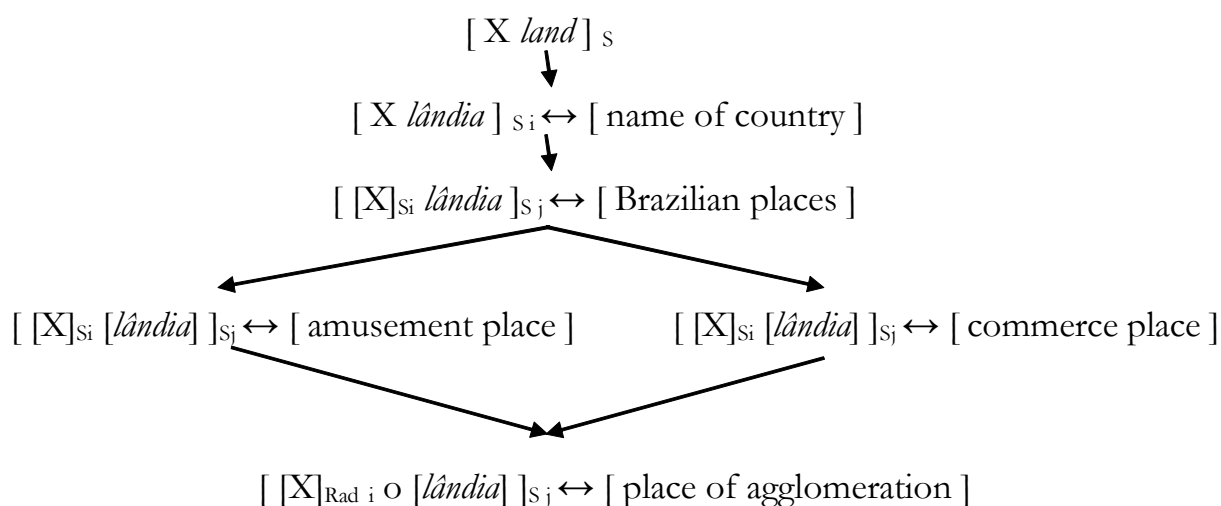 [ X land ] S
[ X lândia ] S i ↔ [ name of country ]
[ [X]Si lândia ]S j ↔ [ Brazilian places ]
[ [X]Si [lândia] ]Sj ↔ [ amusement place ] [ [X]Si [lândia] ]Sj ↔ [ commerce place ]
[ [X]Rad i o [lândia] ]S j ↔ [ place of agglomeration ]